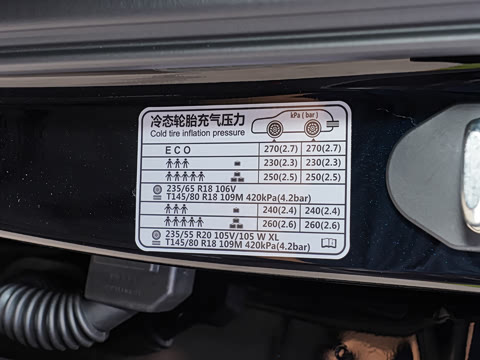 冷态轮胎充气压力
Cold tire inflation pressure
kPa ( bar )
ECO 270(2.7) 270(2.7)
230(2.3) 230(2.3)
250(2.5) 250(2.5)
235/65 R18 106V
T145/80 R18 109M 420kPa(4.2bar)
240(2.4) 240(2.4)
260(2.6) 260(2.6)
235/55 R20 105V/105 W XL
T145/80 R18 109M 420kPa(4.2bar)